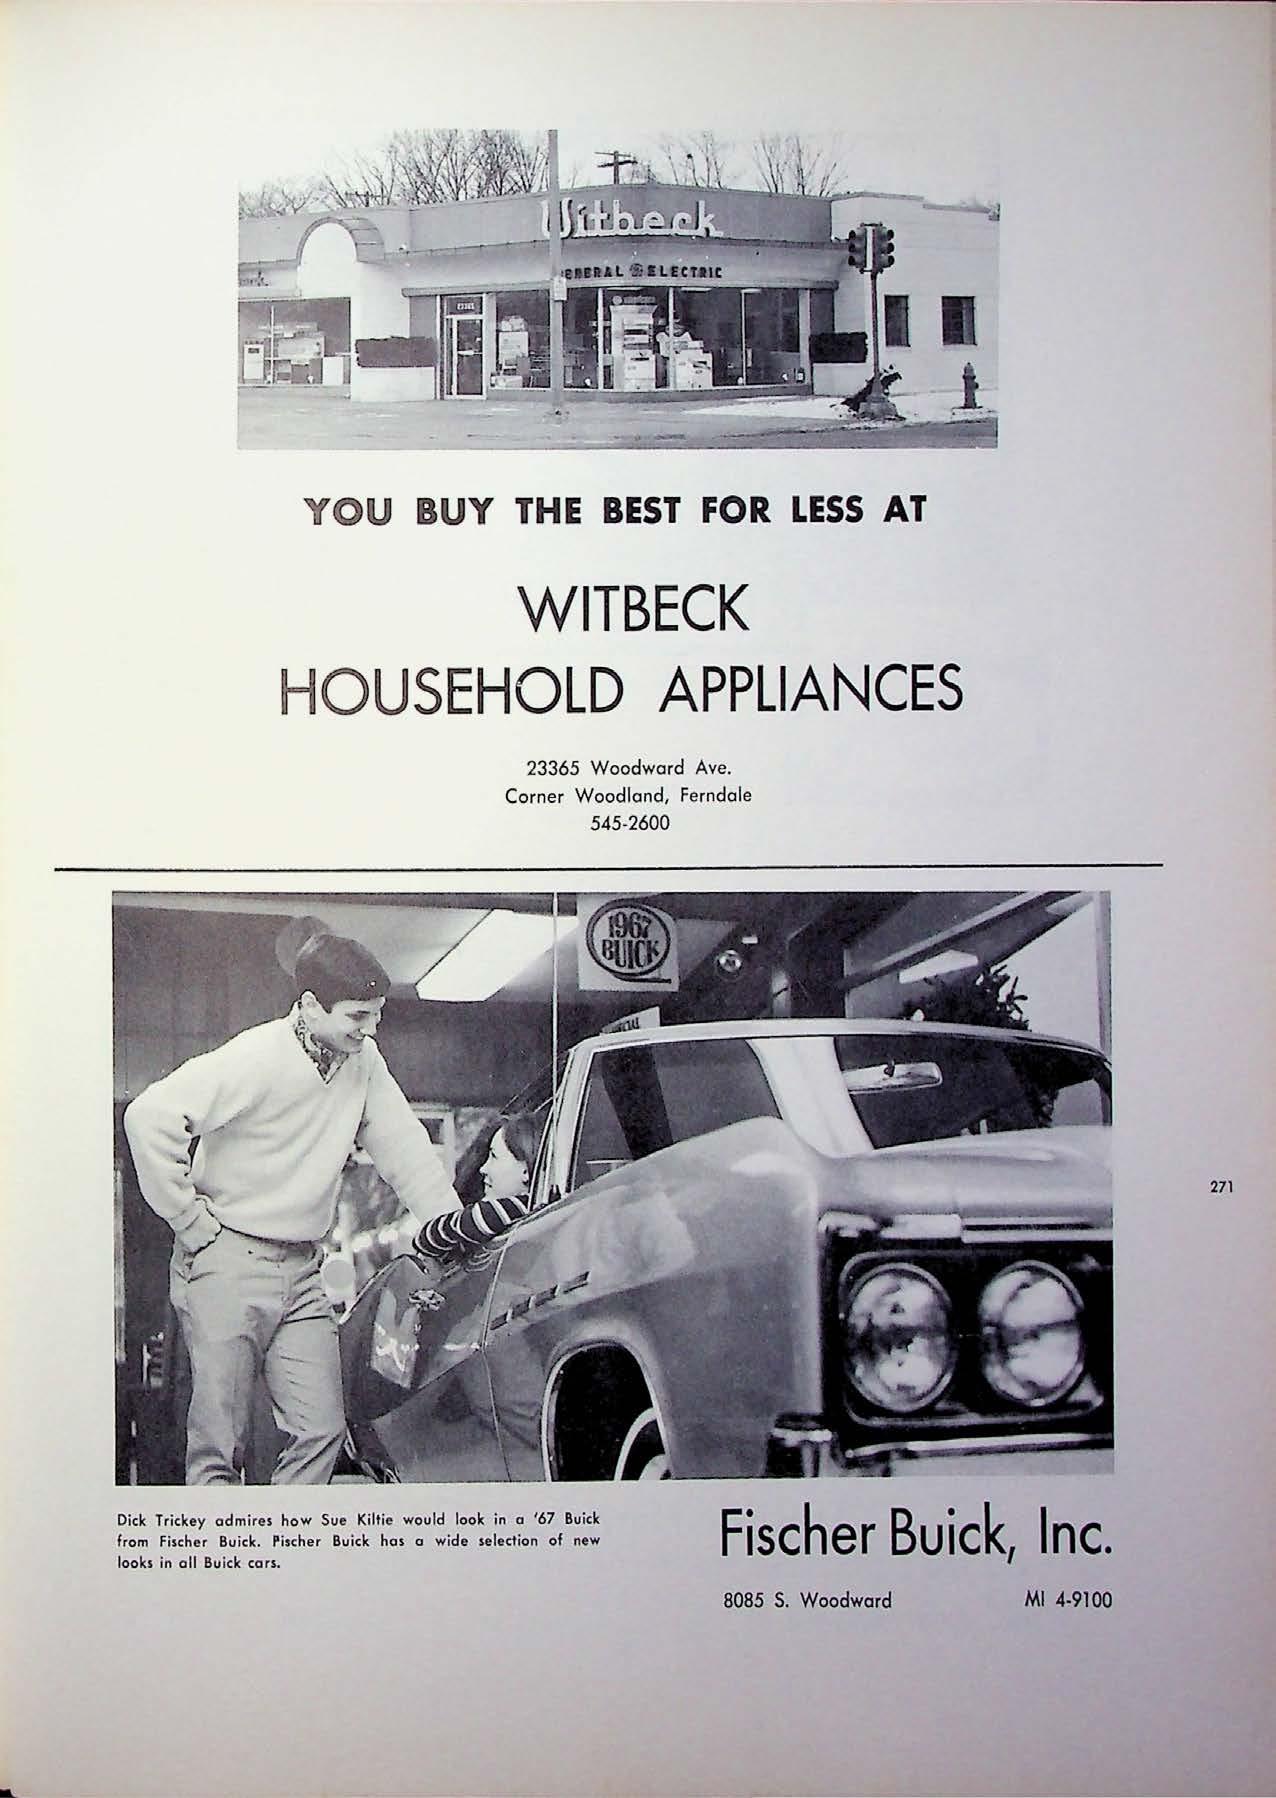 Witbeck
GENERAL ELECTRIC
23365
YOU BUY THE BEST FOR LESS AT
WITBECK
HOUSEHOLD APPLIANCES
23365 Woodward Ave.
Corner Woodland, Ferndale
545-2600
1967
BUICK
271
Dick Trickey admires how Sue Kiltie would look in a '67 Buick
from Fischer Buick. Pischer Buick has a wide selection of new
looks in all Buick cars.
Fischer Buick, Inc.
8085 S. Woodward MI 4-9100